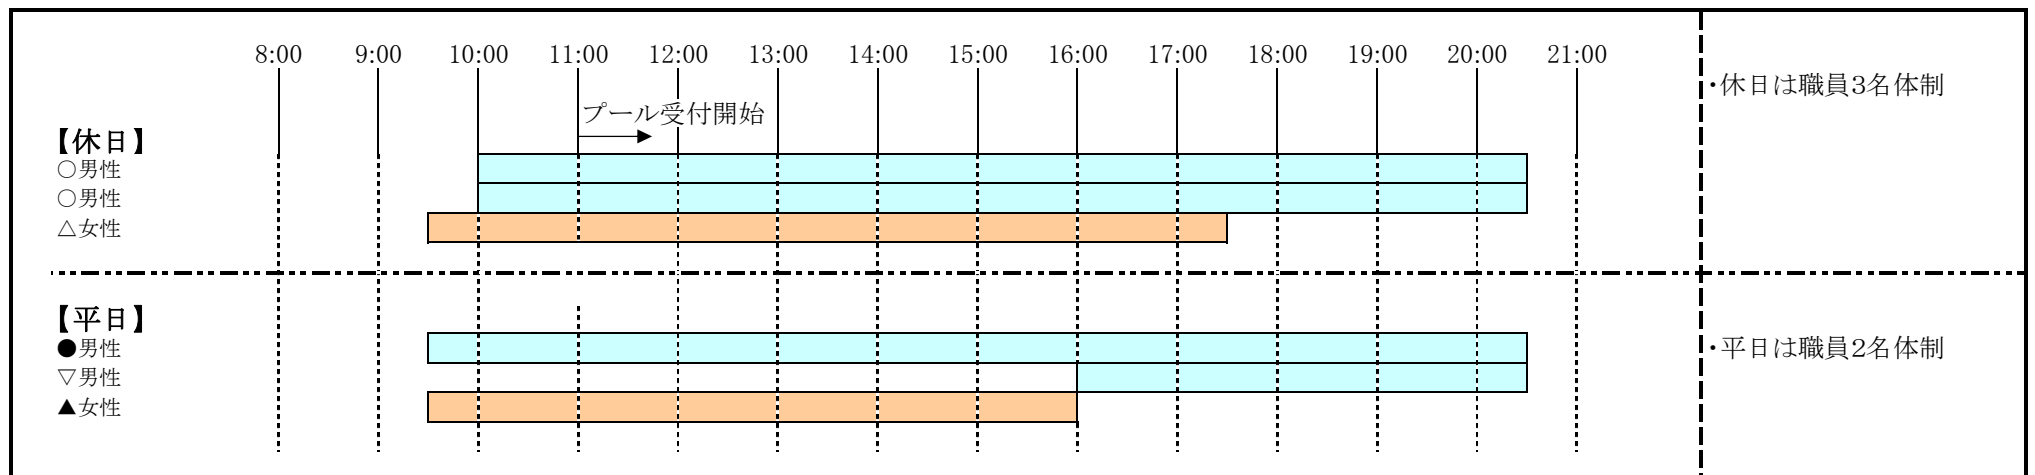 8:00 9:00 10:00 11:00 12:00 13:00 14:00 15:00 16:00 17:00 18:00 19:00 20:00 21:00
・休日は職員3名体制
プール受付開始
【休日】
○男性
○男性
△女性
【平日】
●男性
・平日は職員2名体制
▽男性
▲女性